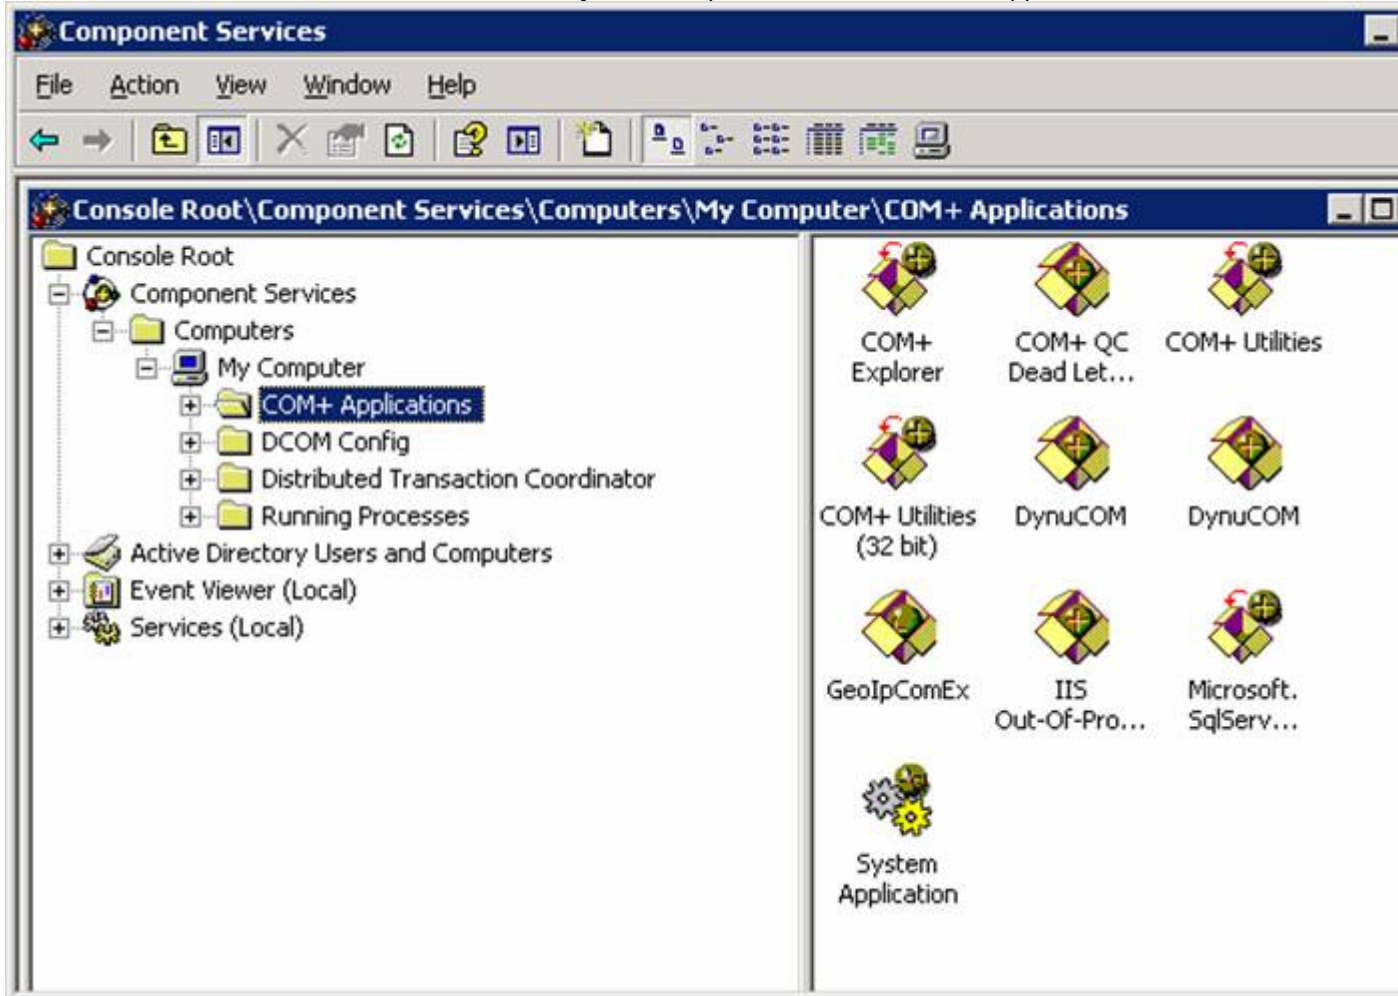 Component Services
File Action View Window Help
Console Root\Component Services\Computers\My Computer\COM+ Applications
Console Root
Component Services
Computers
My Computer
COM+ Applications
DCOM Config
Distributed Transaction Coordinator
Running Processes
Active Directory Users and Computers
Event Viewer (Local)
Services (Local)
COM+
Explorer
COM+ QC
Dead Let...
COM+ Utilities
COM+ Utilities
(32 bit)
DynuCOM
DynuCOM
GeoIpComEx
IIS
Out-Of-Pro...
Microsoft.
SqlServ...
System
Application